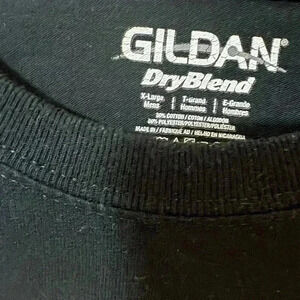 GILDAN®
DryBlend
X-Large | T-Grand | E-Grande
Mens | Hommes | Hombres
50% COTTON / COTON / ALGODON
50% POLYESTER/POLYESTER/POLIÉSTER
MADE IN / FABRIQUÉ AU / HECHO EN NICARAGUA